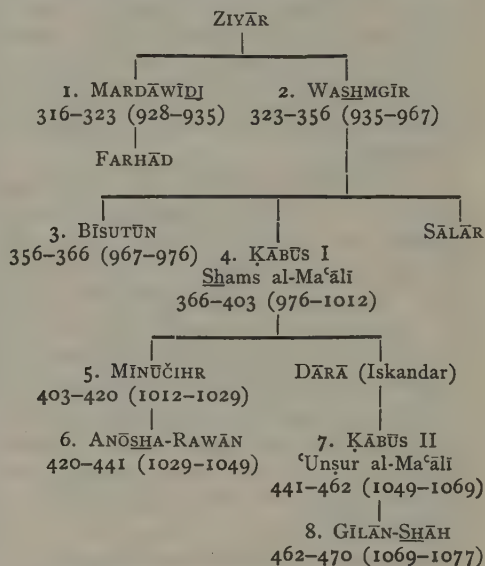 ZIYĀR
1. MARDĀWĪDJ 2. WASHMGĪR
316–323 (928–935) 323–356 (935–967)
FARHĀD
3. BĪSUTŪN 4. ḲĀBŪS I SĀLĀR
356–366 (967–976) Shams al-Maʿālī
366–403 (976–1012)
5. MĪNŪČIHR DĀRĀ (Iskandar)
403–420 (1012–1029)
6. ANŌSHA-RAWĀN 7. ḲĀBŪS II
420–441 (1029–1049) ʿUnṣur al-Maʿālī
441–462 (1049–1069)
8. GĪLĀN-SHĀH
462–470 (1069–1077)